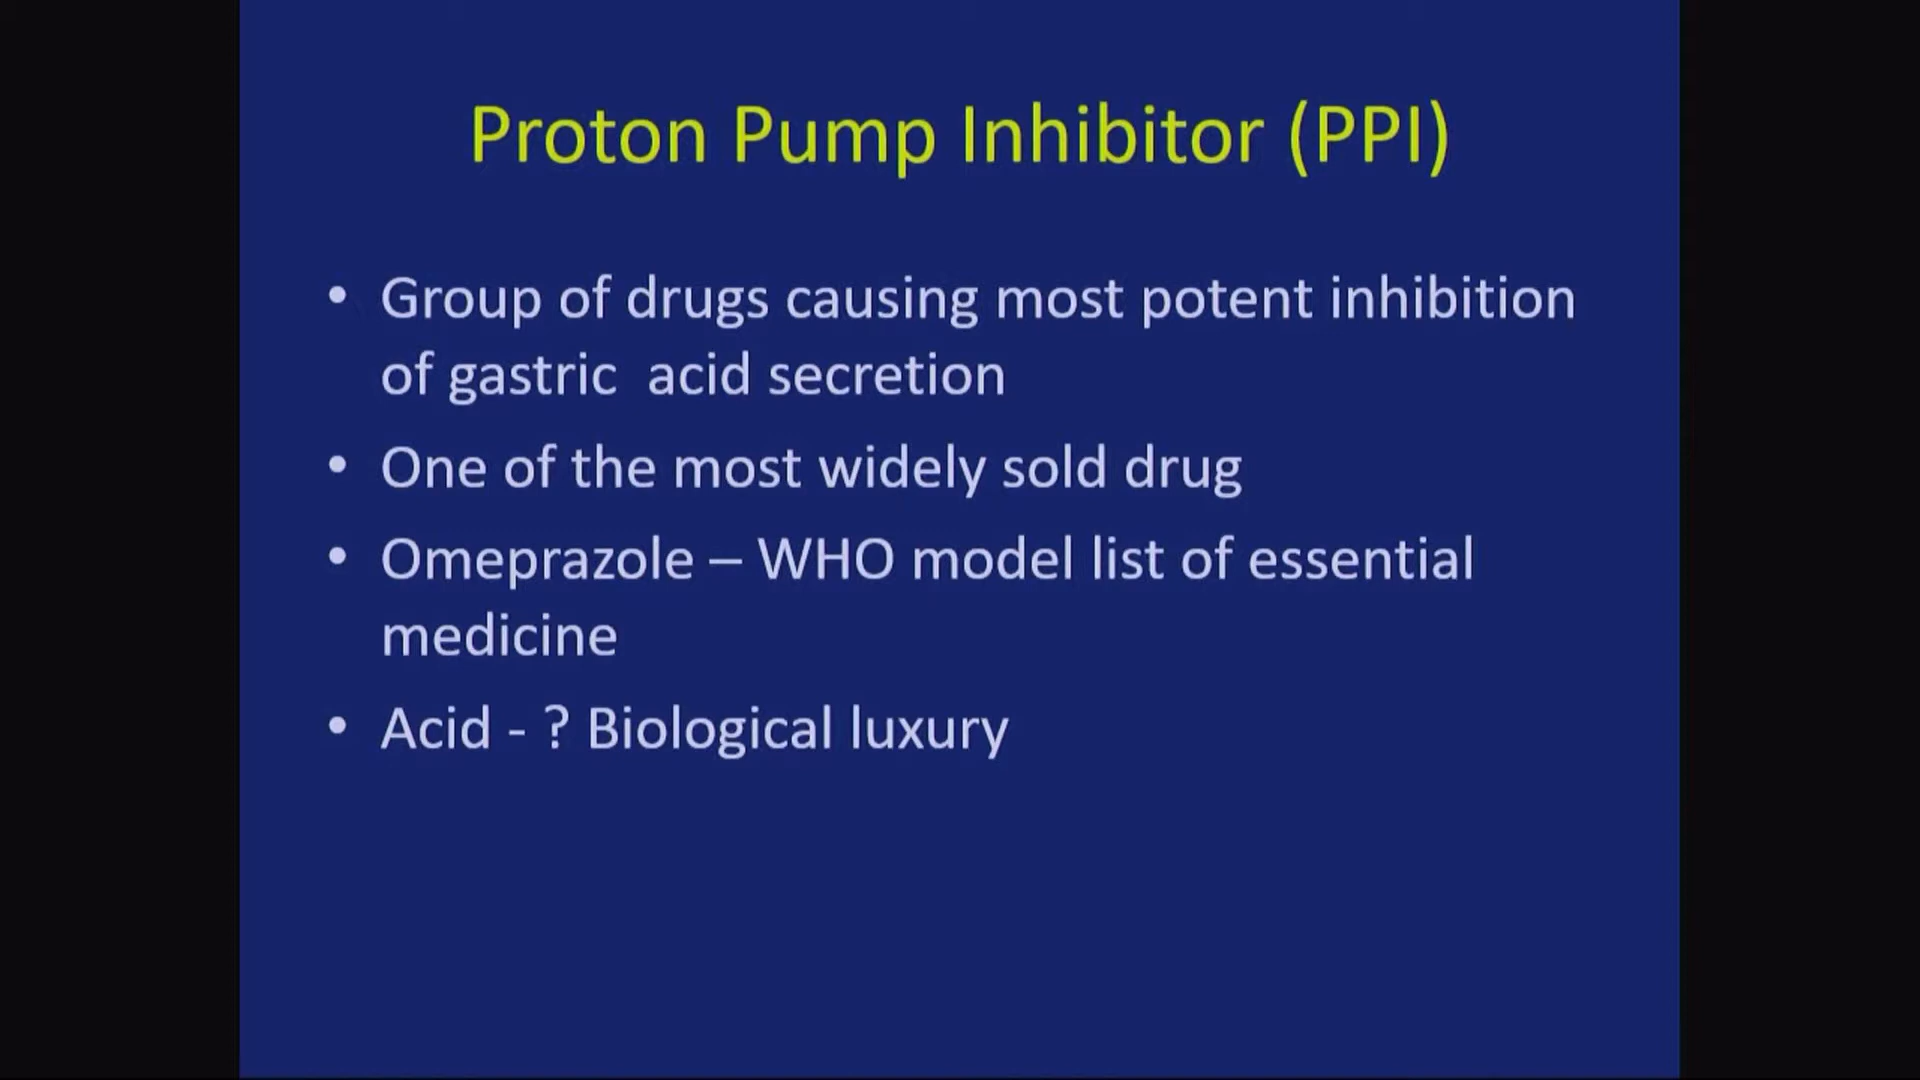 Proton Pump Inhibitor (PPI)
• Group of drugs causing most potent inhibition
of gastric  acid secretion
• One of the most widely sold drug
• Omeprazole – WHO model list of essential
medicine
• Acid - ? Biological luxury